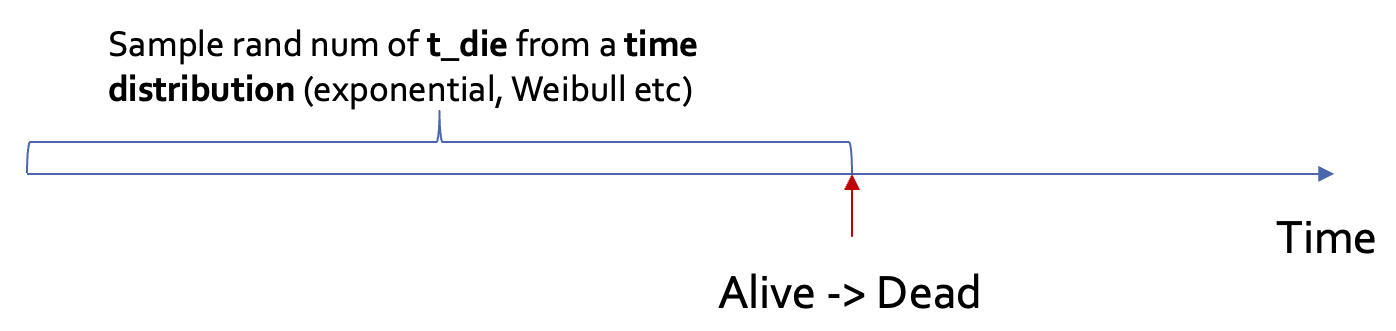 Sample rand num of t_die from a time
distribution (exponential, Weibull etc)
Time
Alive -> Dead